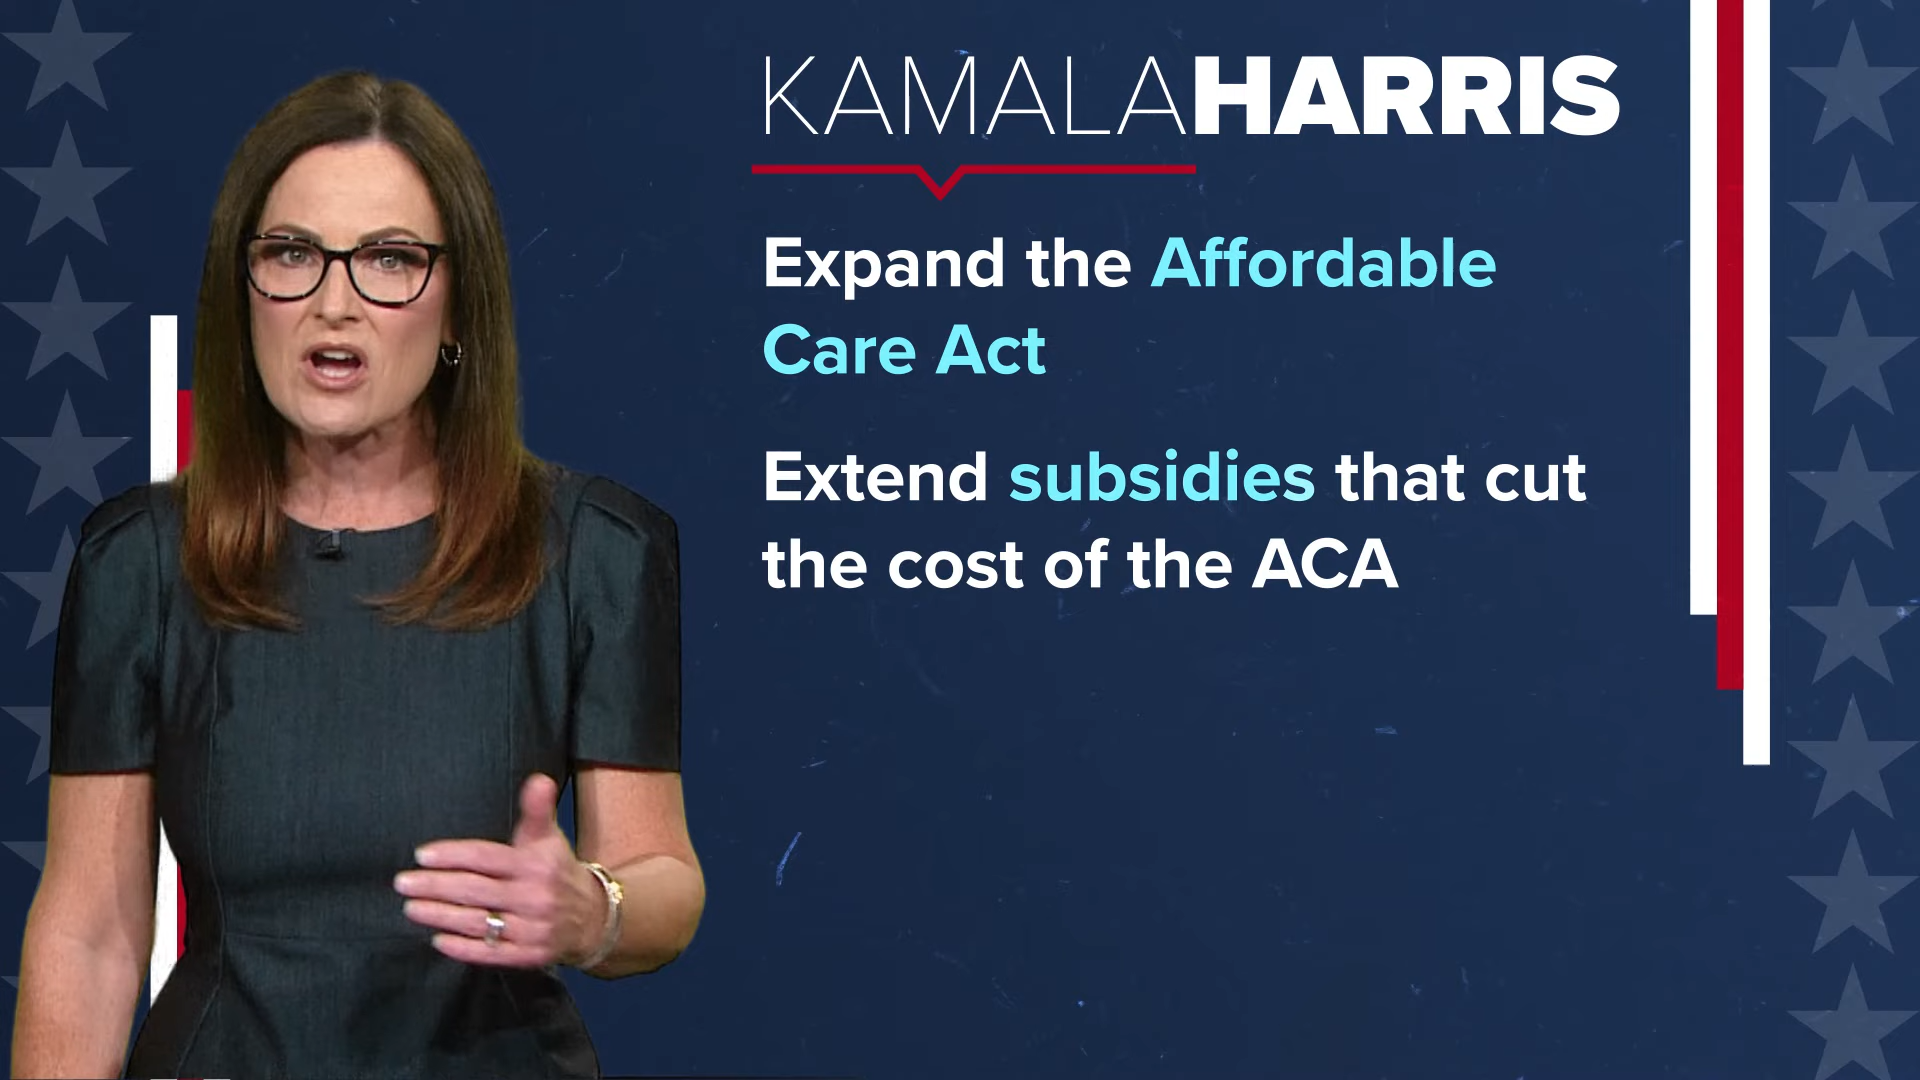 KAMALAHARRIS
Expand the Affordable
Care Act
Extend subsidies that cut
the cost of the ACA